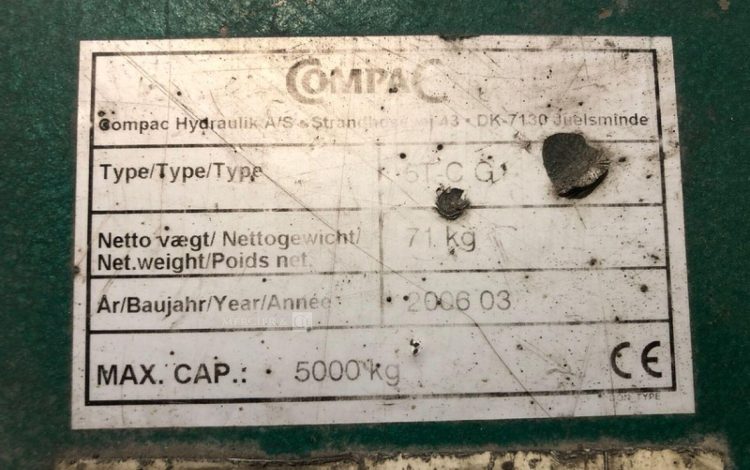 COMPAC
Compac Hydraulik A/S • 43 • DK-7130 Juelsminde
Type/Type/Type
Netto vægt/ Nettogewicht/ 71 kg
Net.weight/Poids net.
År/Baujahr/Year/Année 2006 03
MAX. CAP.: 5000 kg CE